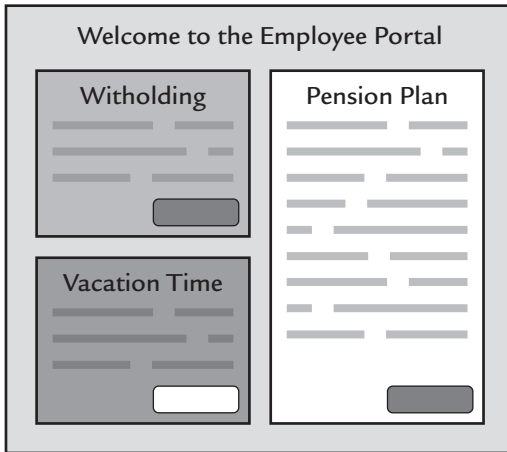 Welcome to the Employee Portal
Witholding
Pension Plan
Vacation Time